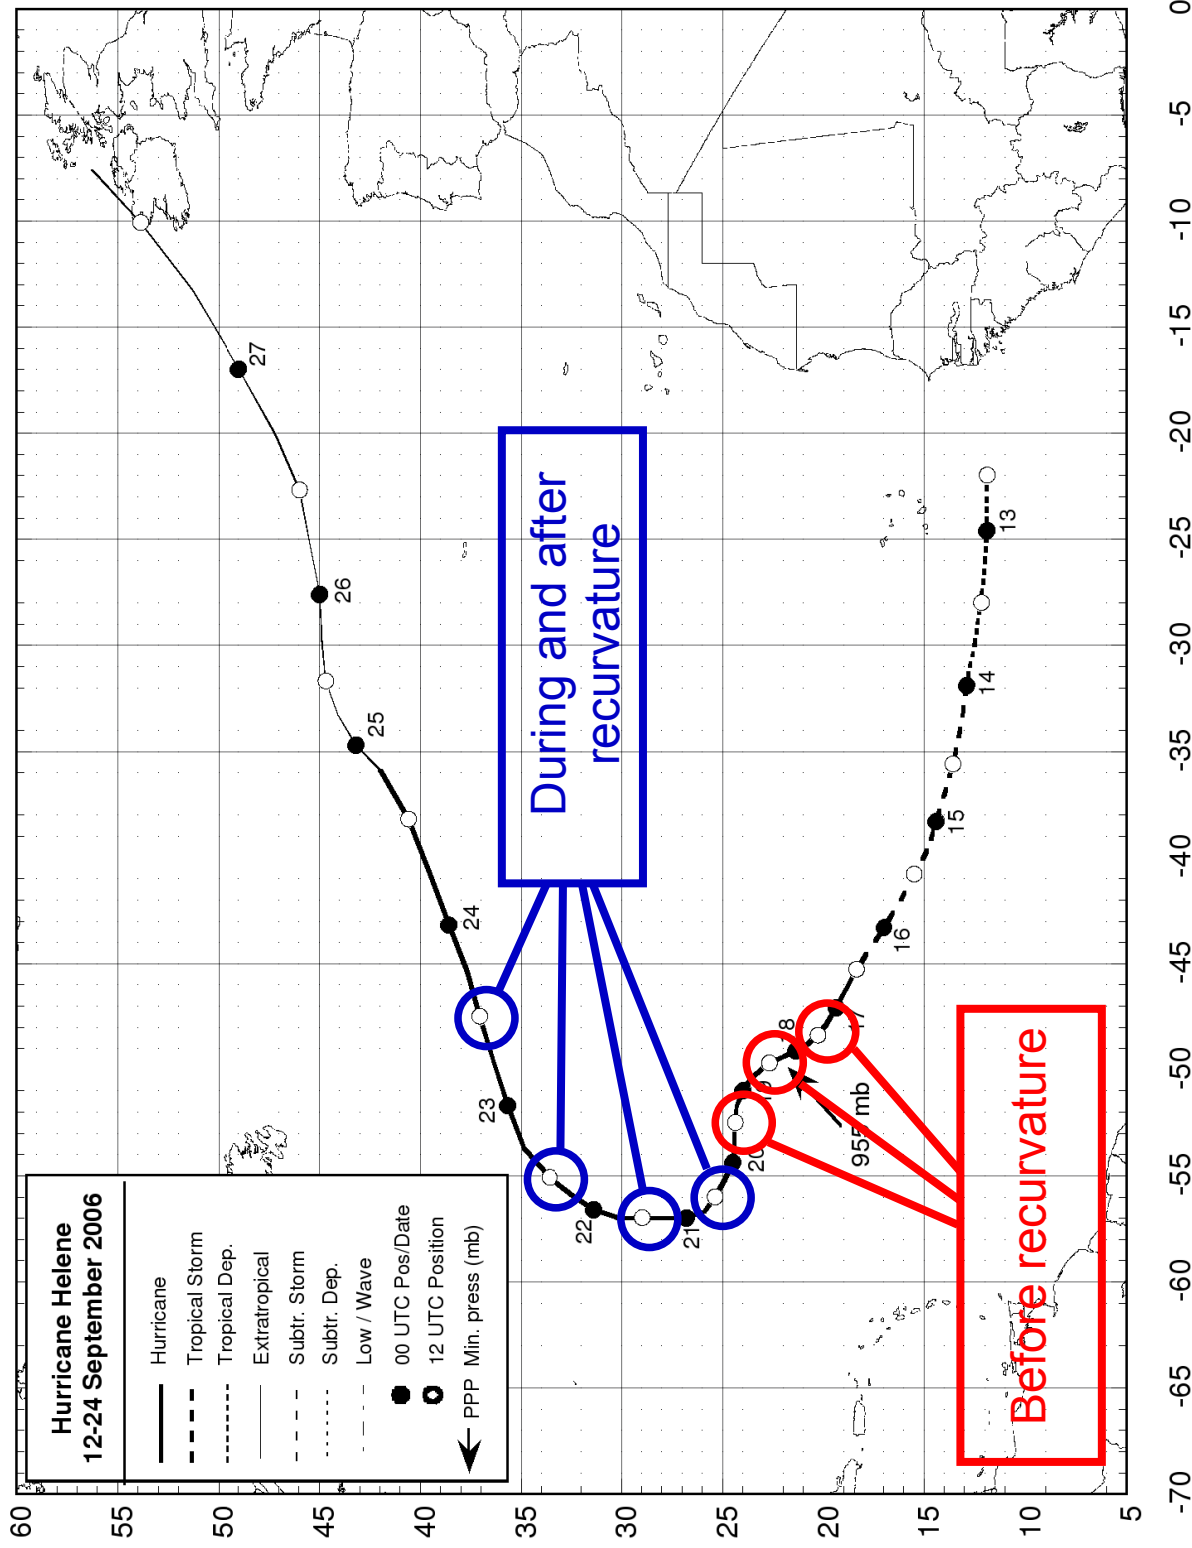 Hurricane Helene
12-24 September 2006
Hurricane
Tropical Storm
Tropical Dep.
Extratropical
Subtr. Storm
Subtr. Dep.
Low / Wave
00 UTC Pos/Date
12 UTC Position
PPP Min. press (mb)
60
55
50
45
40
35
30
25
20
15
10
5
-70
-65
-60
-55
-50
-45
-40
-35
-30
-25
-20
-15
-10
-5
0
27
26
25
24
23
22
21
20
19
18
17
16
15
14
13
955 mb
During and after
recurvature
Before recurvature